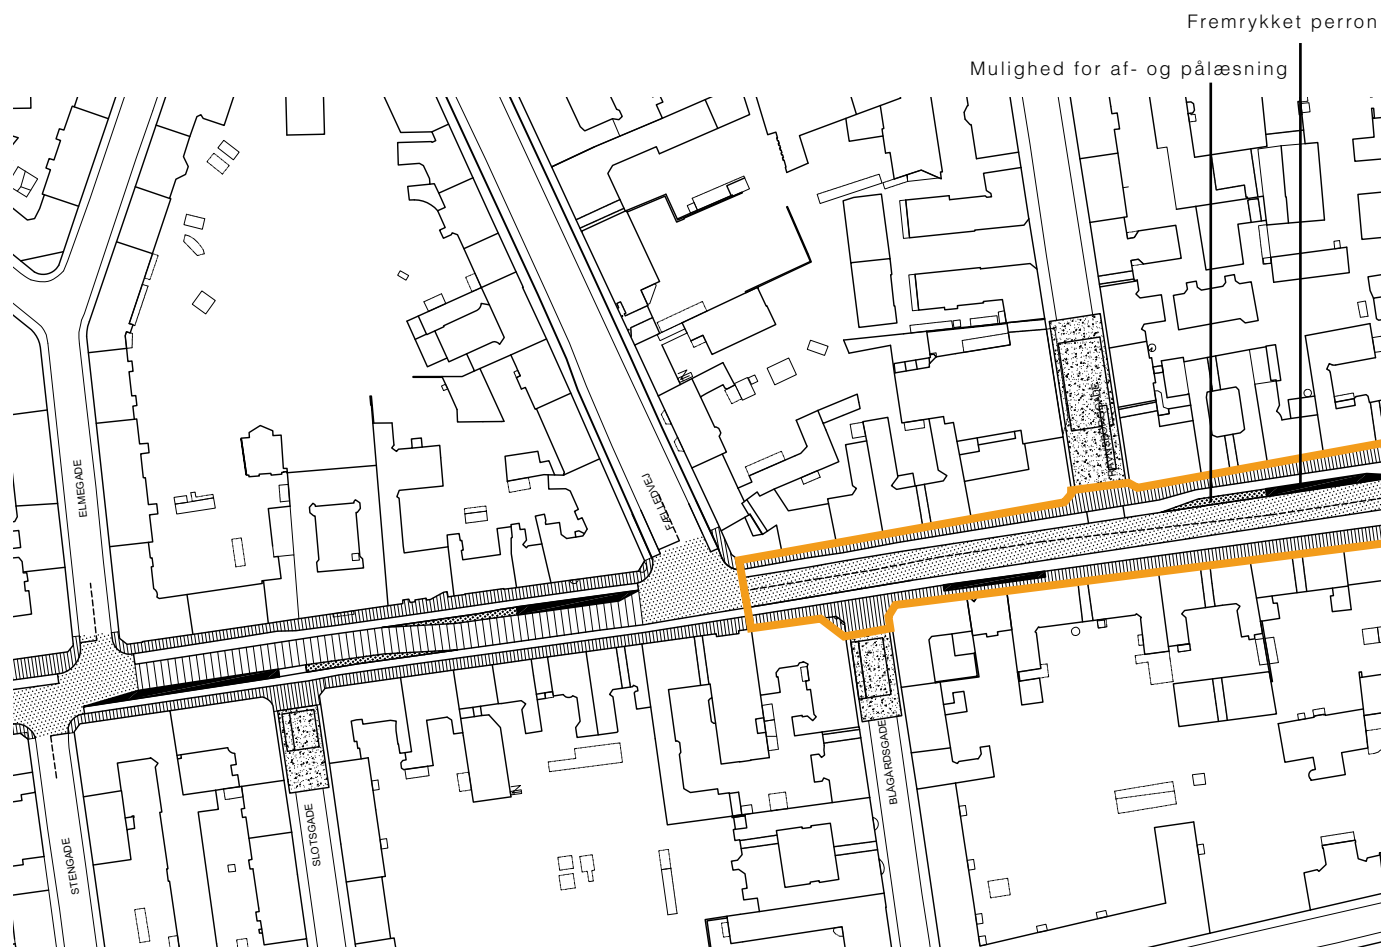 Fremrykket perron
Mulighed for af- og pålæsning
ELMEGADE
FÆLLEDVEJ
STENGADE
SLOTSGADE
BLÅGÅRDSGADE